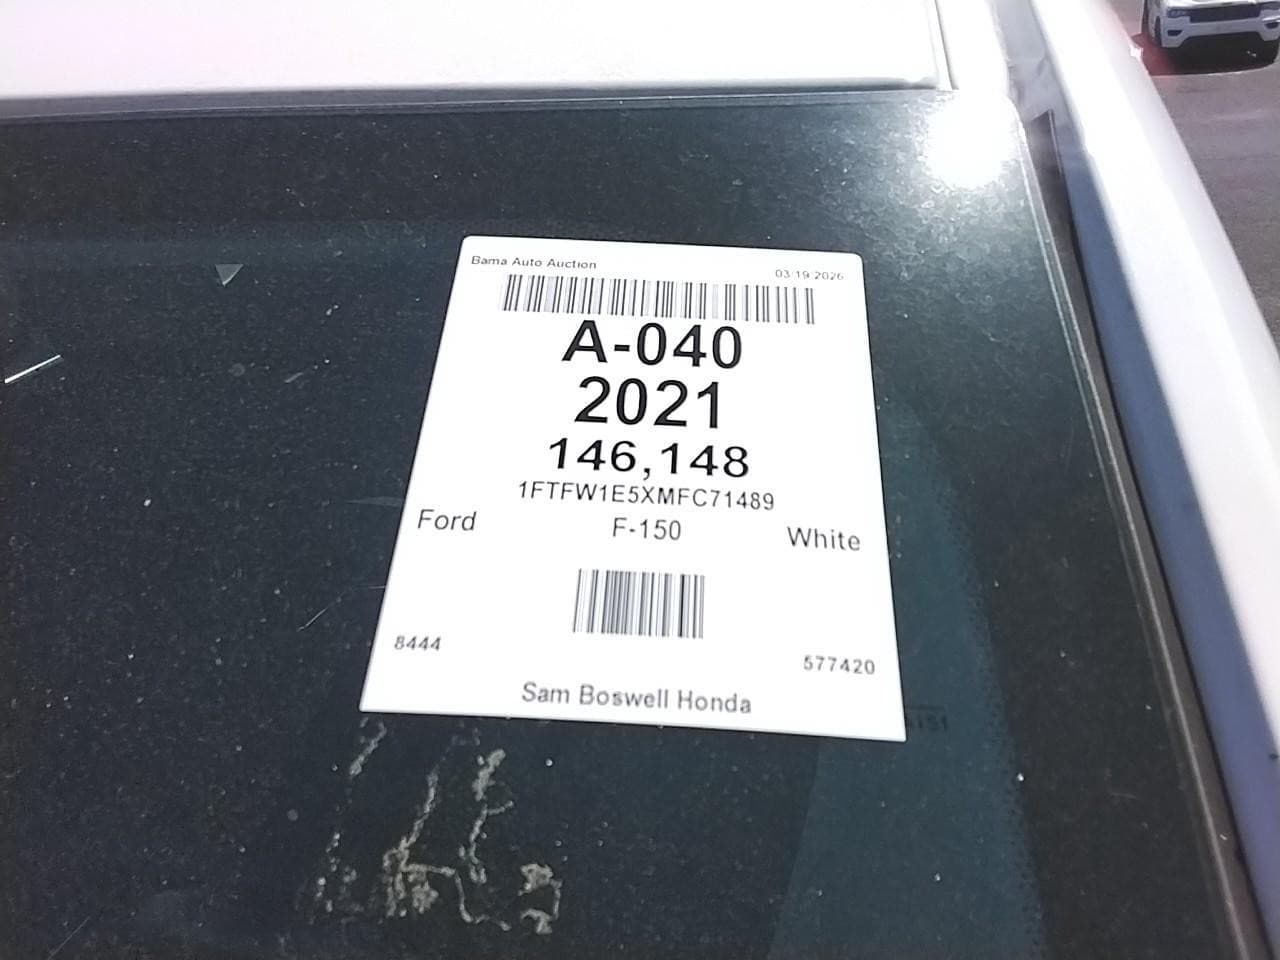 Bama Auto Auction 03/19/2026
A-040
2021
146,148
1FTFW1E5XMFC71489
Ford F-150 White
8444 577420
Sam Boswell Honda